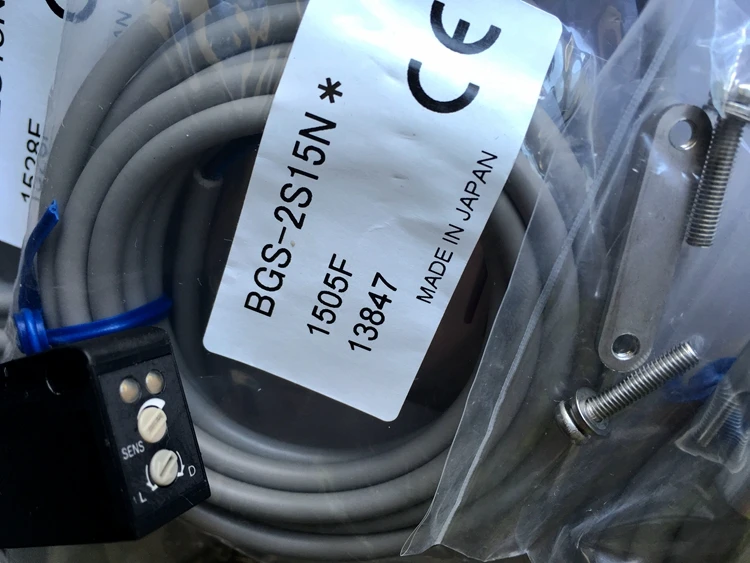 CE
BGS-2S15N *
1505F
13847
MADE IN JAPAN
1528F
SENS
L
D